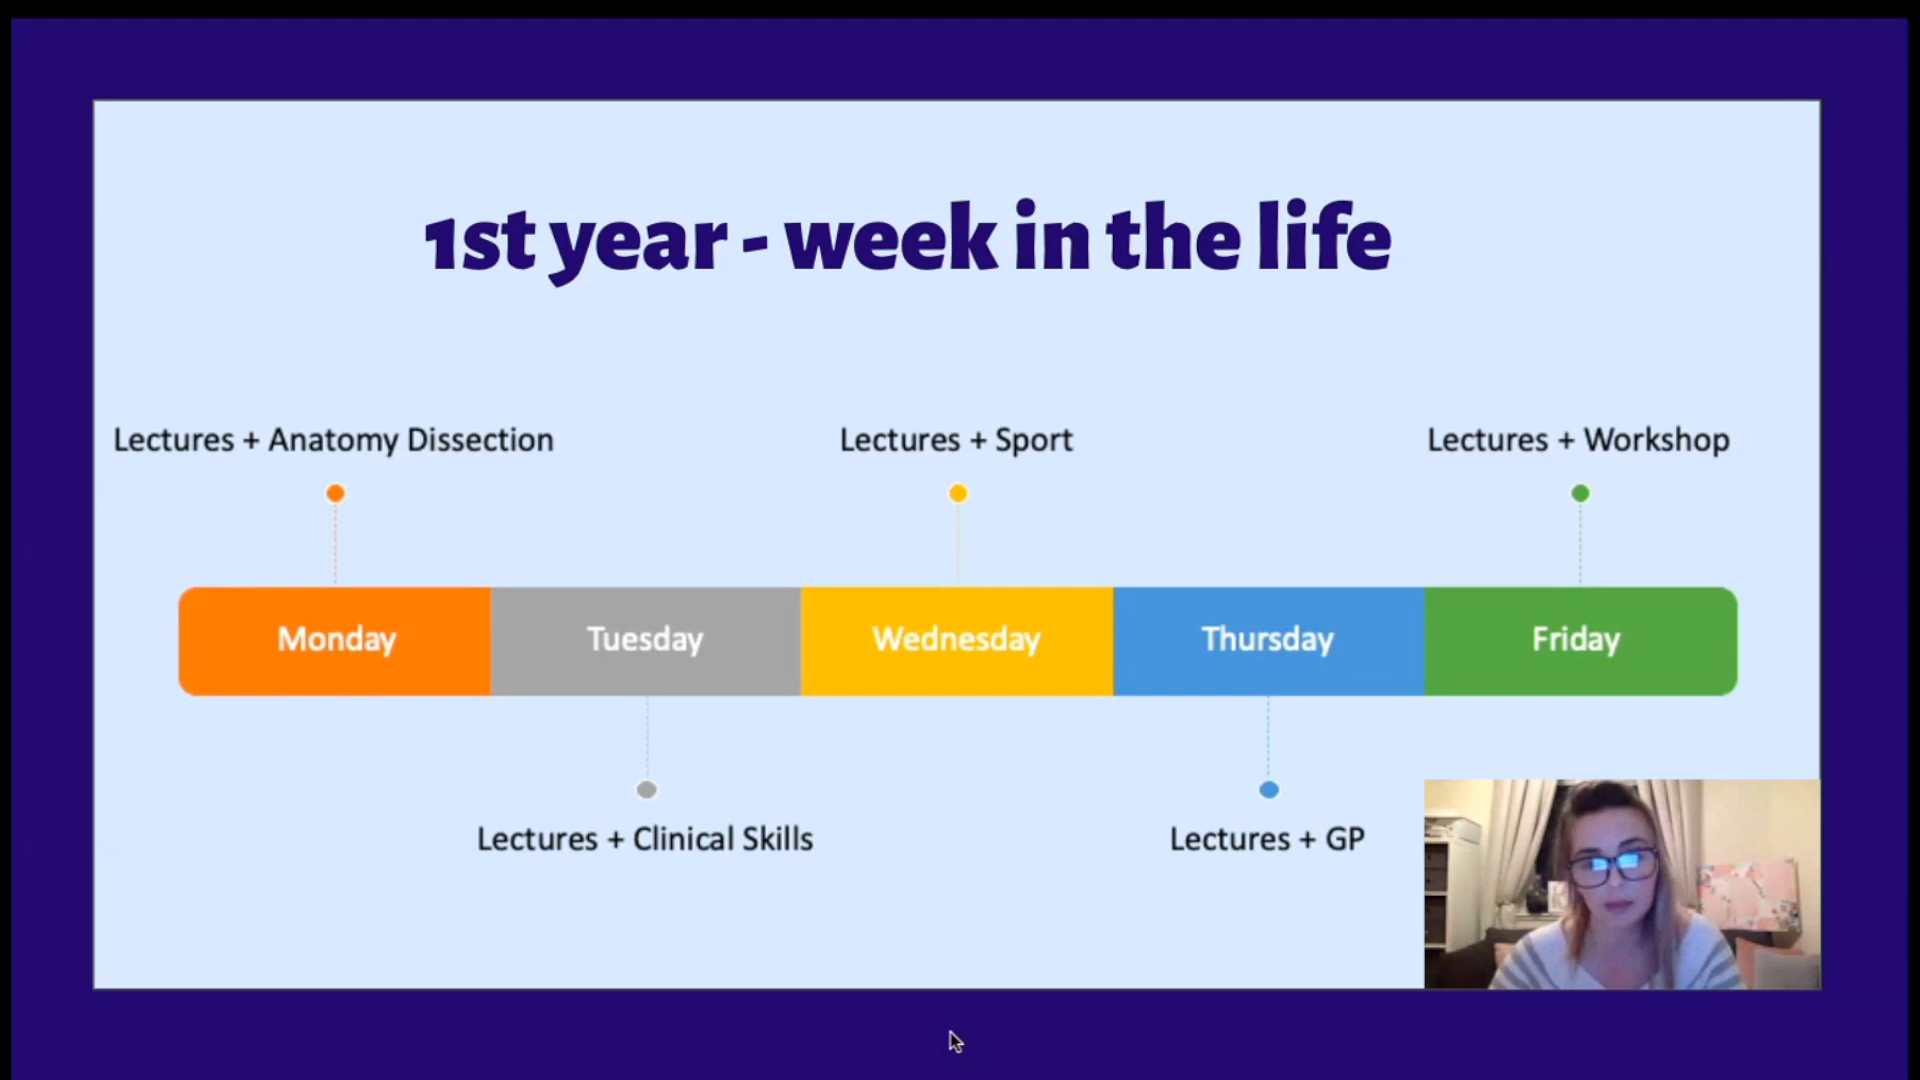 1st year - week in the life
Lectures + Anatomy Dissection
Lectures + Sport
Lectures + Workshop
Monday
Tuesday
Wednesday
Thursday
Friday
Lectures + Clinical Skills
Lectures + GP